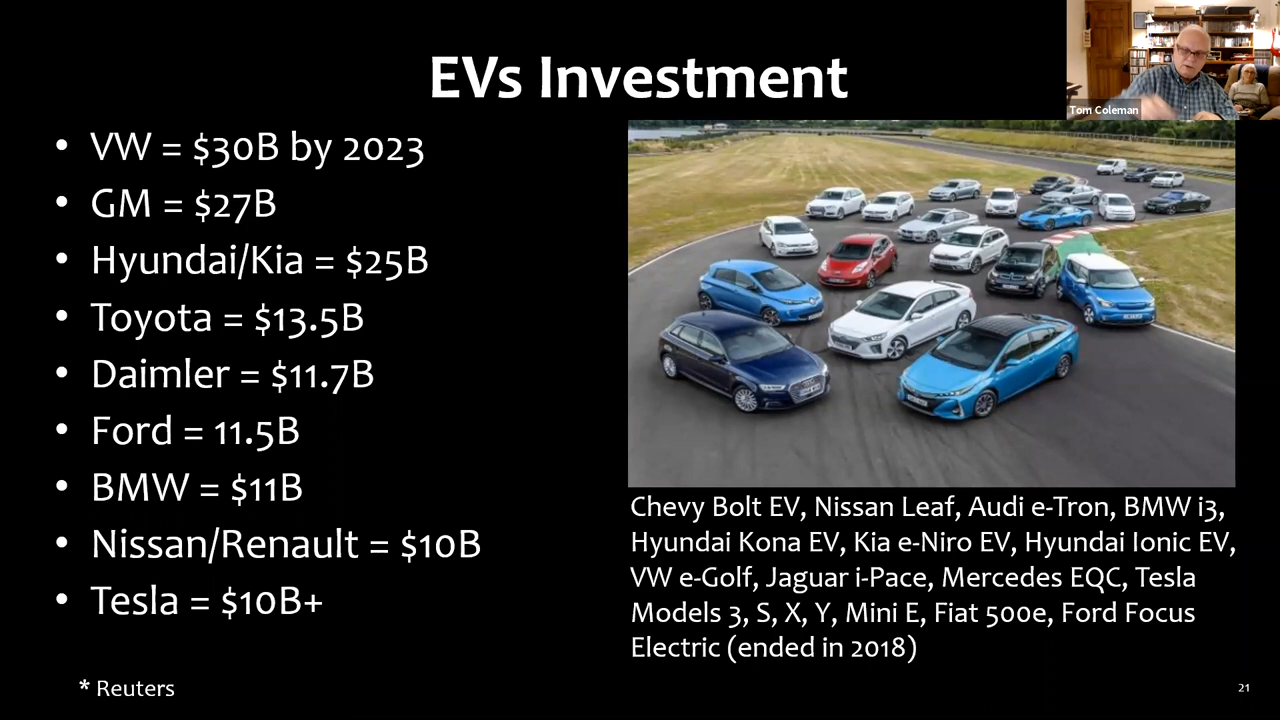 EVs Investment
Tom Coleman
• VW = $30B by 2023
• GM = $27B
• Hyundai/Kia = $25B
• Toyota = $13.5B
• Daimler = $11.7B
• Ford = 11.5B
• BMW = $11B
• Nissan/Renault = $10B
• Tesla = $10B+
* Reuters
Chevy Bolt EV, Nissan Leaf, Audi e-Tron, BMW i3,
Hyundai Kona EV, Kia e-Niro EV, Hyundai Ionic EV,
VW e-Golf, Jaguar i-Pace, Mercedes EQC, Tesla
Models 3, S, X, Y, Mini E, Fiat 500e, Ford Focus
Electric (ended in 2018)
21